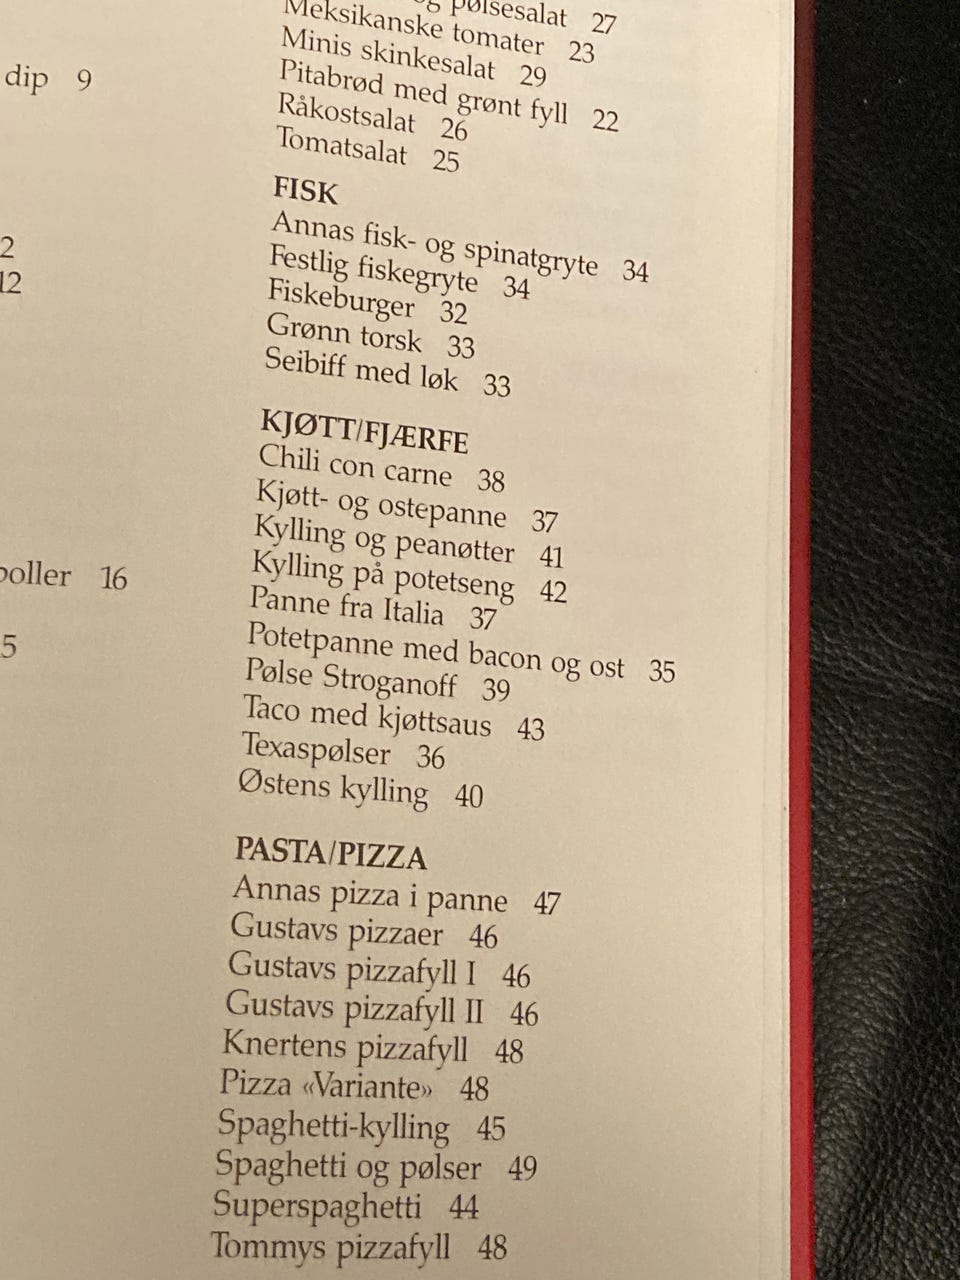 dip 9
2
12
boller 16
5
og pølsesalat 27
Meksikanske tomater 23
Minis skinkesalat 29
Pitabrød med grønt fyll 22
Råkostsalat 26
Tomatsalat 25
FISK
Annas fisk- og spinatgryte 34
Festlig fiskegryte 34
Fiskeburger 32
Grønn torsk 33
Seibiff med løk 33
KJØTT/FJÆRFE
Chili con carne 38
Kjøtt- og ostepanne 37
Kylling og peanøtter 41
Kylling på potetseng 42
Panne fra Italia 37
Potetpanne med bacon og ost 35
Pølse Stroganoff 39
Taco med kjøttsaus 43
Texaspølser 36
Østens kylling 40
PASTA/PIZZA
Annas pizza i panne 47
Gustavs pizzaer 46
Gustavs pizzafyll I 46
Gustavs pizzafyll II 46
Knertens pizzafyll 48
Pizza «Variante» 48
Spaghetti-kylling 45
Spaghetti og pølser 49
Superspaghetti 44
Tommys pizzafyll 48